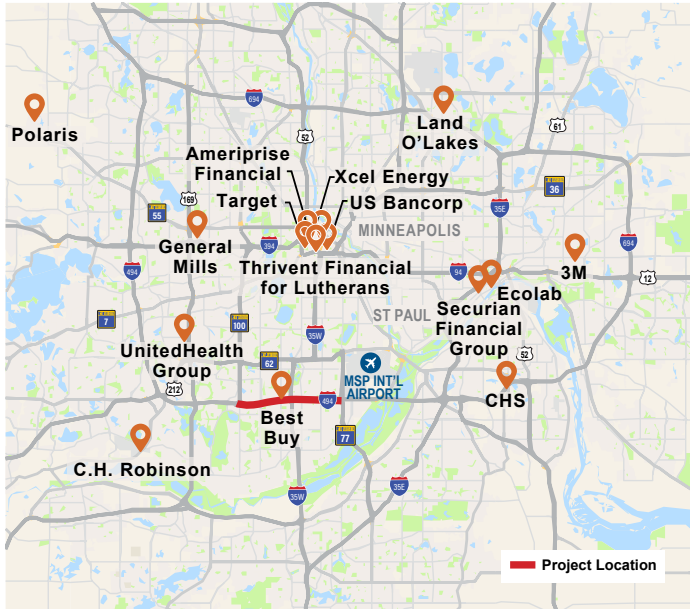 694
Polaris
Land
O'Lakes
61
52
Ameriprise
Financial
Xcel Energy
Target
US Bancorp
36
169
55
35E
MINNEAPOLIS
General
Mills
394
694
494
Thrivent Financial
for Lutherans
94
3M
12
Ecolab
Securian
Financial
Group
ST PAUL
7
100
35W
52
UnitedHealth
Group
62
MSP INT'L
AIRPORT
212
CHS
494
Best
Buy
77
C.H. Robinson
35E
35W
Project Location